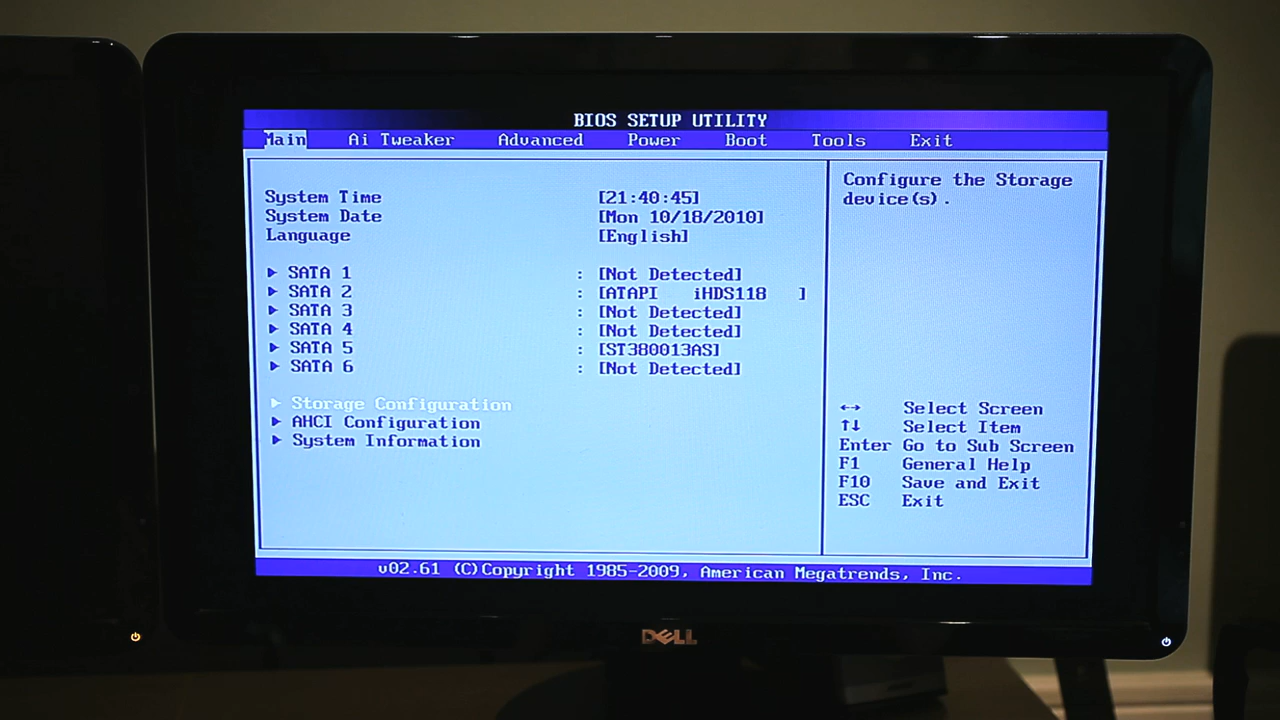 BIOS SETUP UTILITY
Main Ai Tweaker Advanced Power Boot Tools Exit
System Time [21:40:45]
System Date [Mon 10/18/2010]
Language [English]
SATA 1 : [Not Detected]
SATA 2 : [ATAPI iHDS118 ]
SATA 3 : [Not Detected]
SATA 4 : [Not Detected]
SATA 5 : [ST380013AS]
SATA 6 : [Not Detected]
Storage Configuration
AHCI Configuration
System Information
Configure the Storage
device(s).
↔ Select Screen
↑↓ Select Item
Enter Go to Sub Screen
F1 General Help
F10 Save and Exit
ESC Exit
v02.61 (C)Copyright 1985-2009, American Megatrends, Inc.
DELL